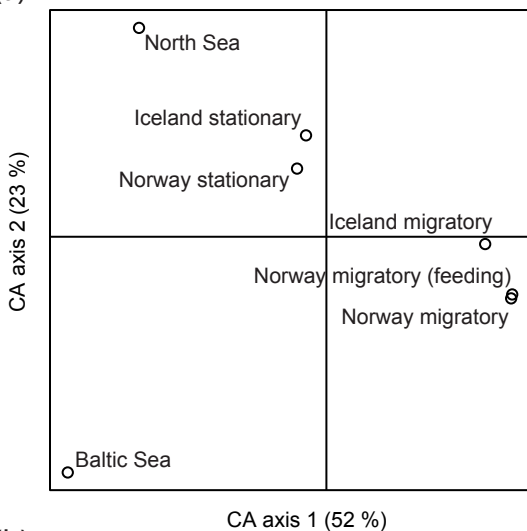 North Sea
Iceland stationary
Norway stationary
Iceland migratory
Norway migratory (feeding)
Norway migratory
Baltic Sea
CA axis 2 (23 %)
CA axis 1 (52 %)